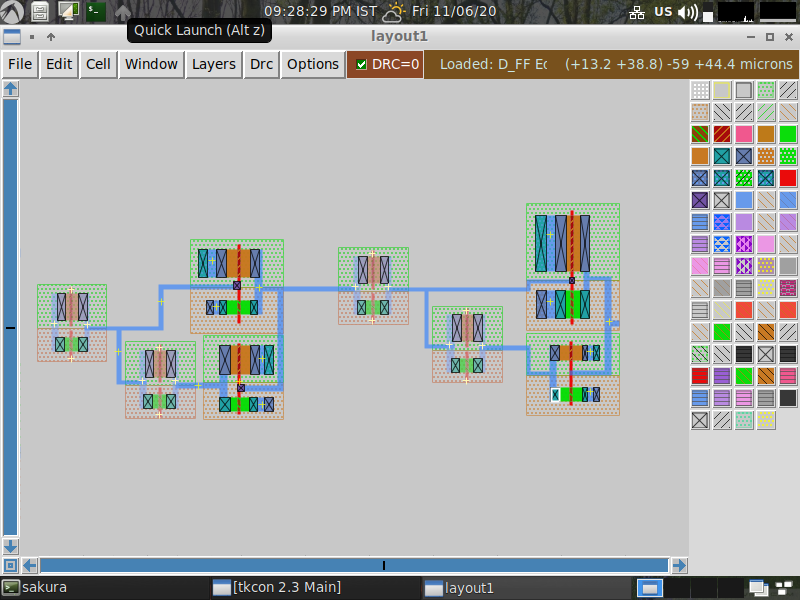 09:28:29 PM IST Fri 11/06/20 US
Quick Launch (Alt z)
layout1
File Edit Cell Window Layers Drc Options DRC=0 Loaded: D_FF Ec (+13.2 +38.8) -59 +44.4 microns
sakura [tkcon 2.3 Main] layout1